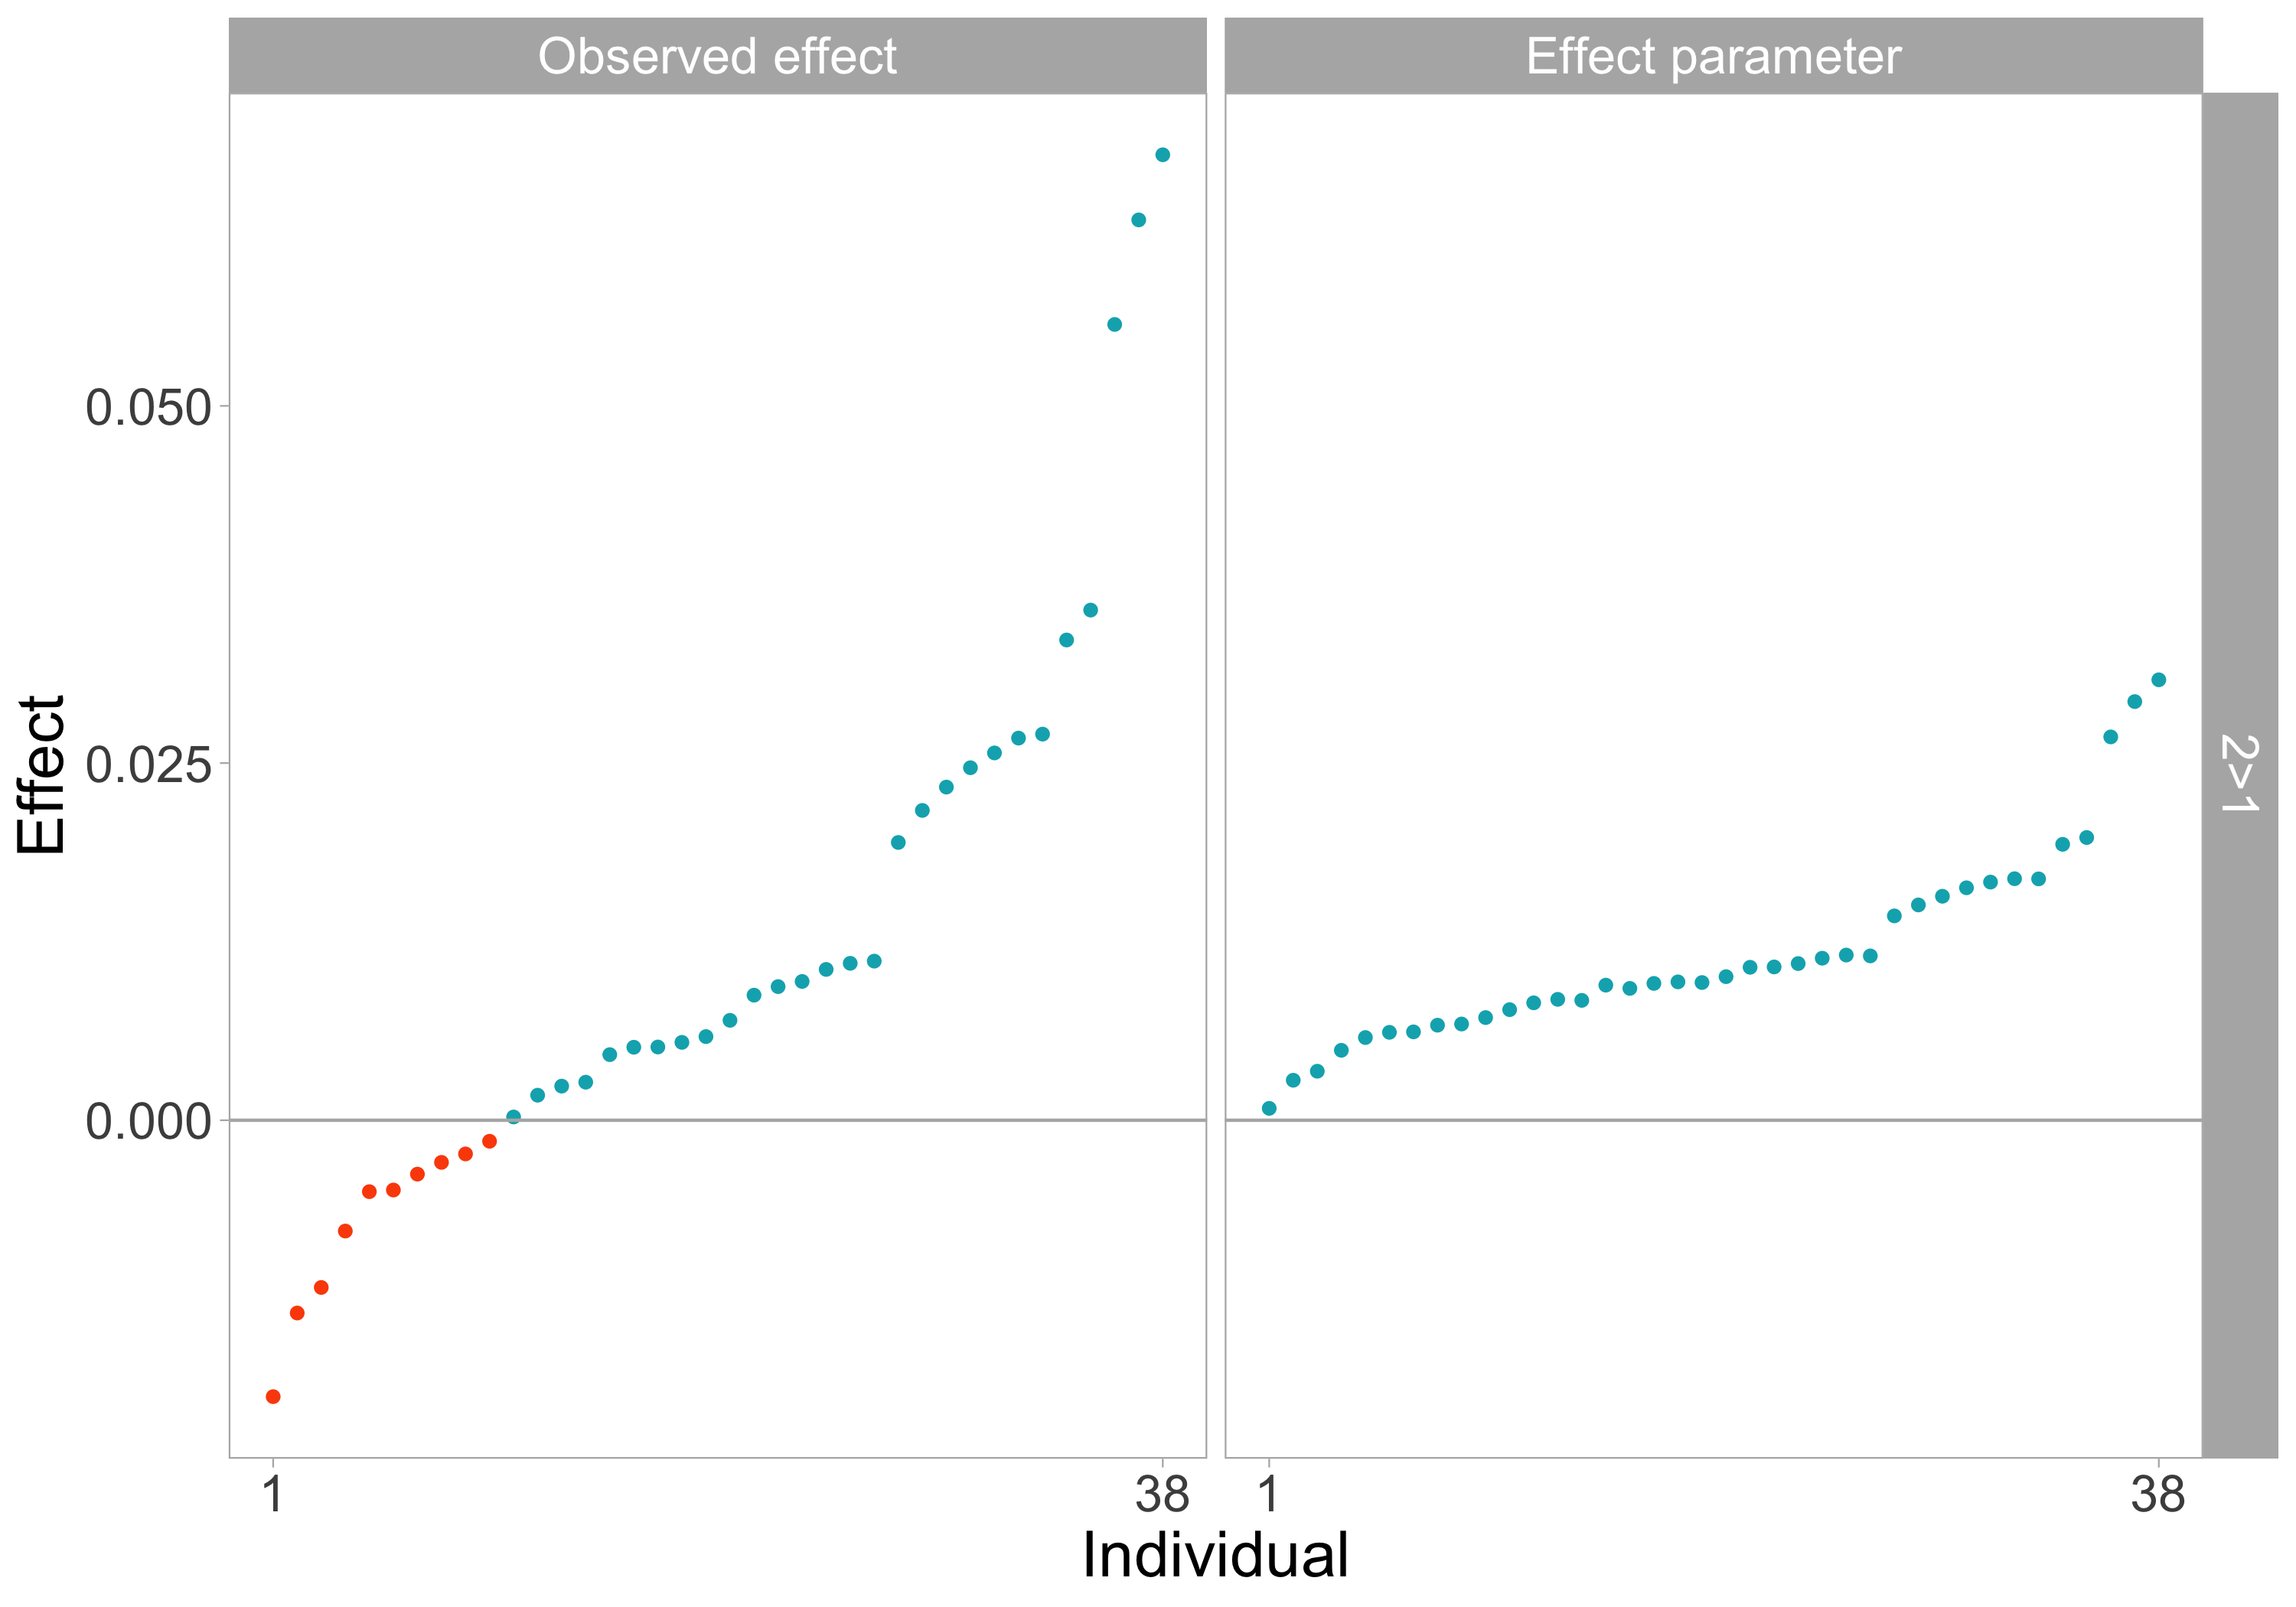 Observed effect
Effect parameter
Effect
0.050
0.025
0.000
2>1
1
38
1
38
Individual